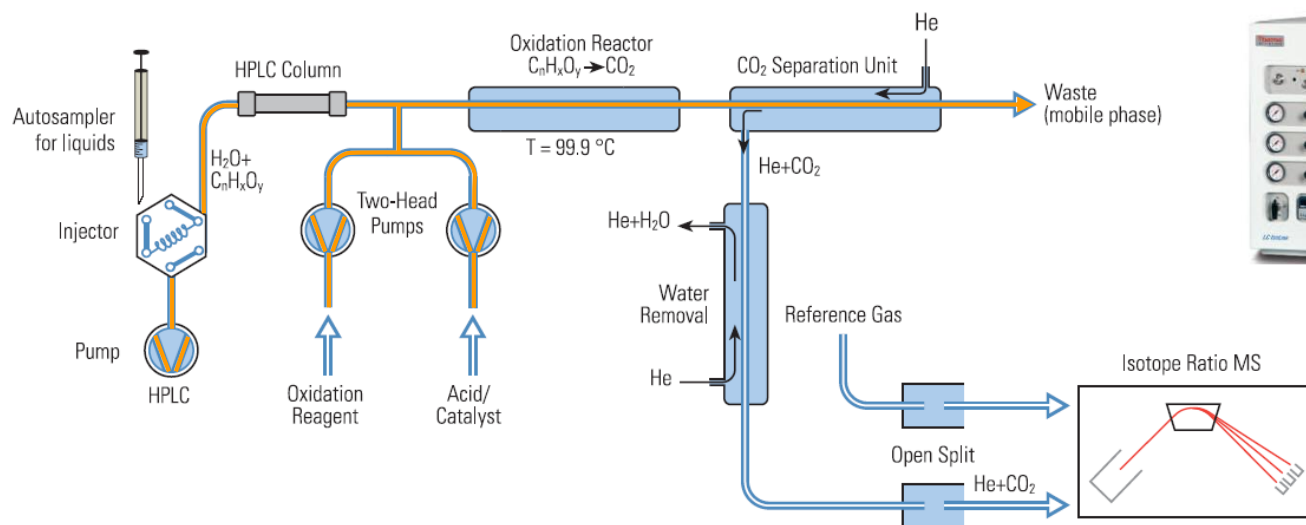 He
Oxidation Reactor
CₙHₓOᵧ→CO₂
HPLC Column
CO₂ Separation Unit
Autosampler
for liquids
Waste
(mobile phase)
T = 99.9 °C
H₂O+
CₙHₓOᵧ
He+CO₂
Two-Head
Pumps
He+H₂O
Injector
Water
Removal
Reference Gas
Pump
HPLC
He
Isotope Ratio MS
Oxidation
Reagent
Acid/
Catalyst
Open Split
He+CO₂